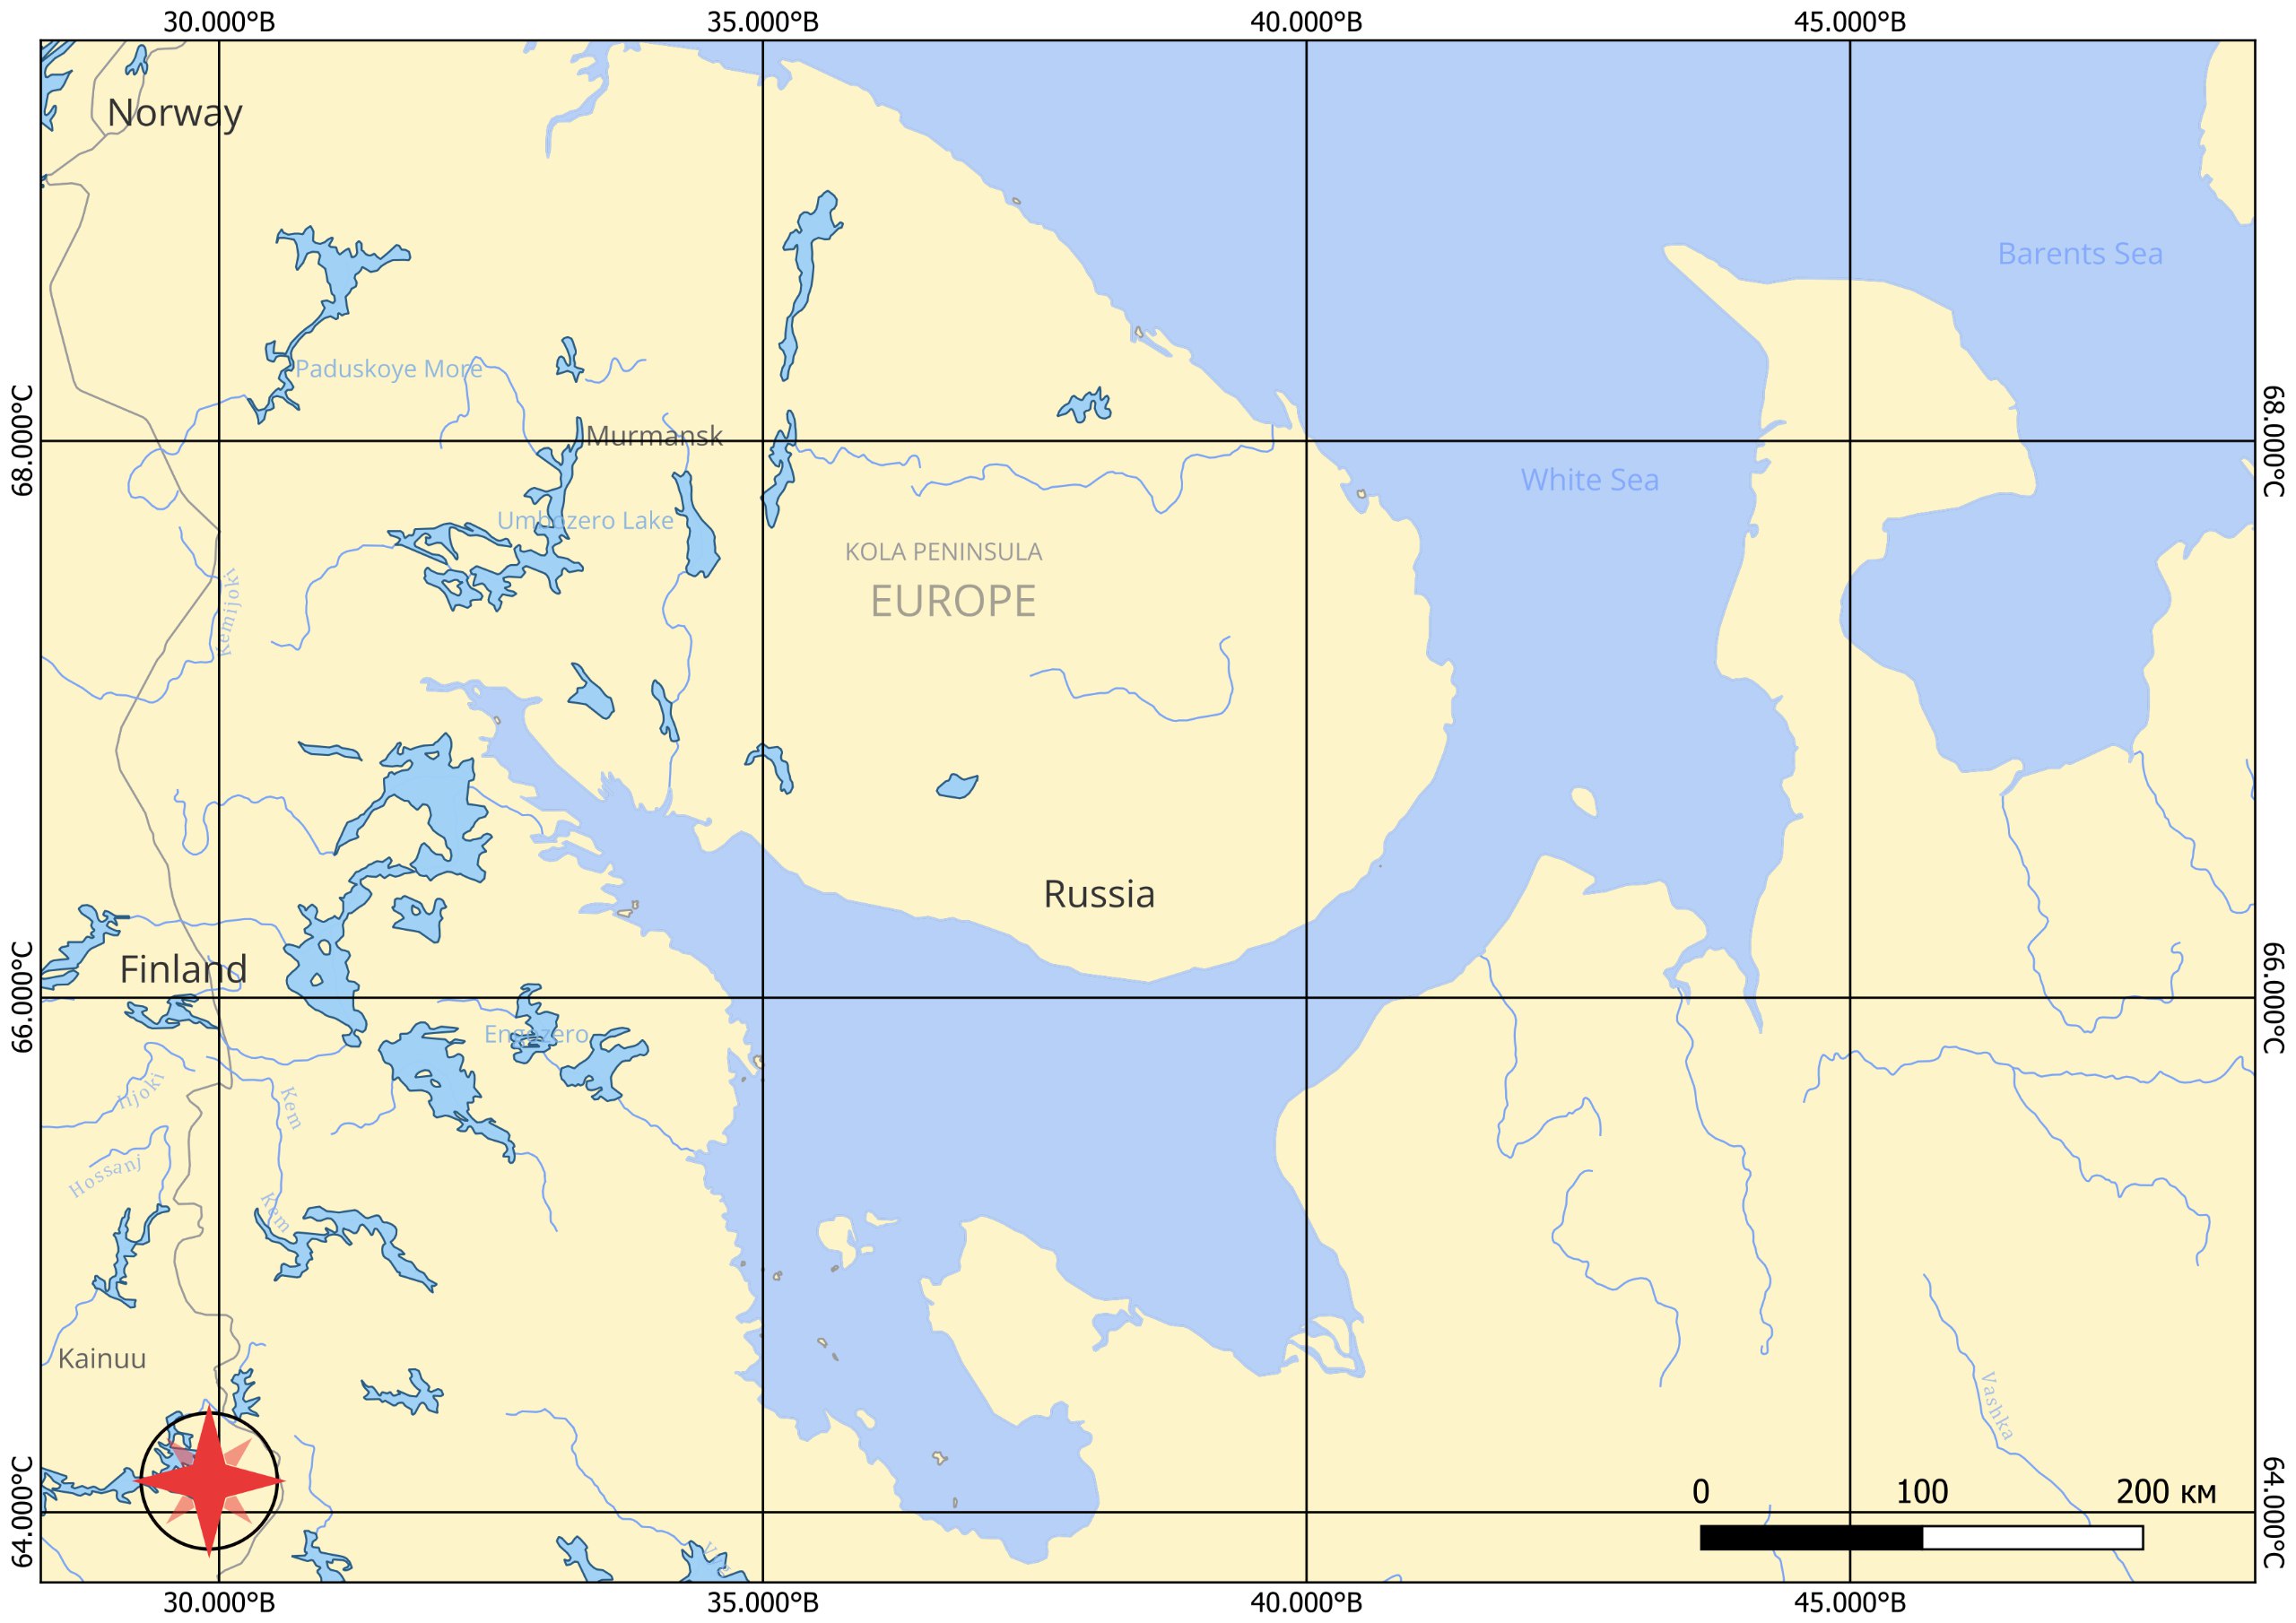 30.000°В 35.000°В 40.000°В 45.000°В
Norway
Barents Sea
Paduskoye More
68.000°С
Murmansk
68.000°С
White Sea
Umbozero Lake
KOLA PENINSULA
EUROPE
Kemijoki
Russia
Finland
66.000°С
66.000°С
Engozero
Iijoki
Kem
Hossanj
Kem
Kainuu
Vashka
64.000°С
0 100 200 км
64.000°С
30.000°В 35.000°В 40.000°В 45.000°В